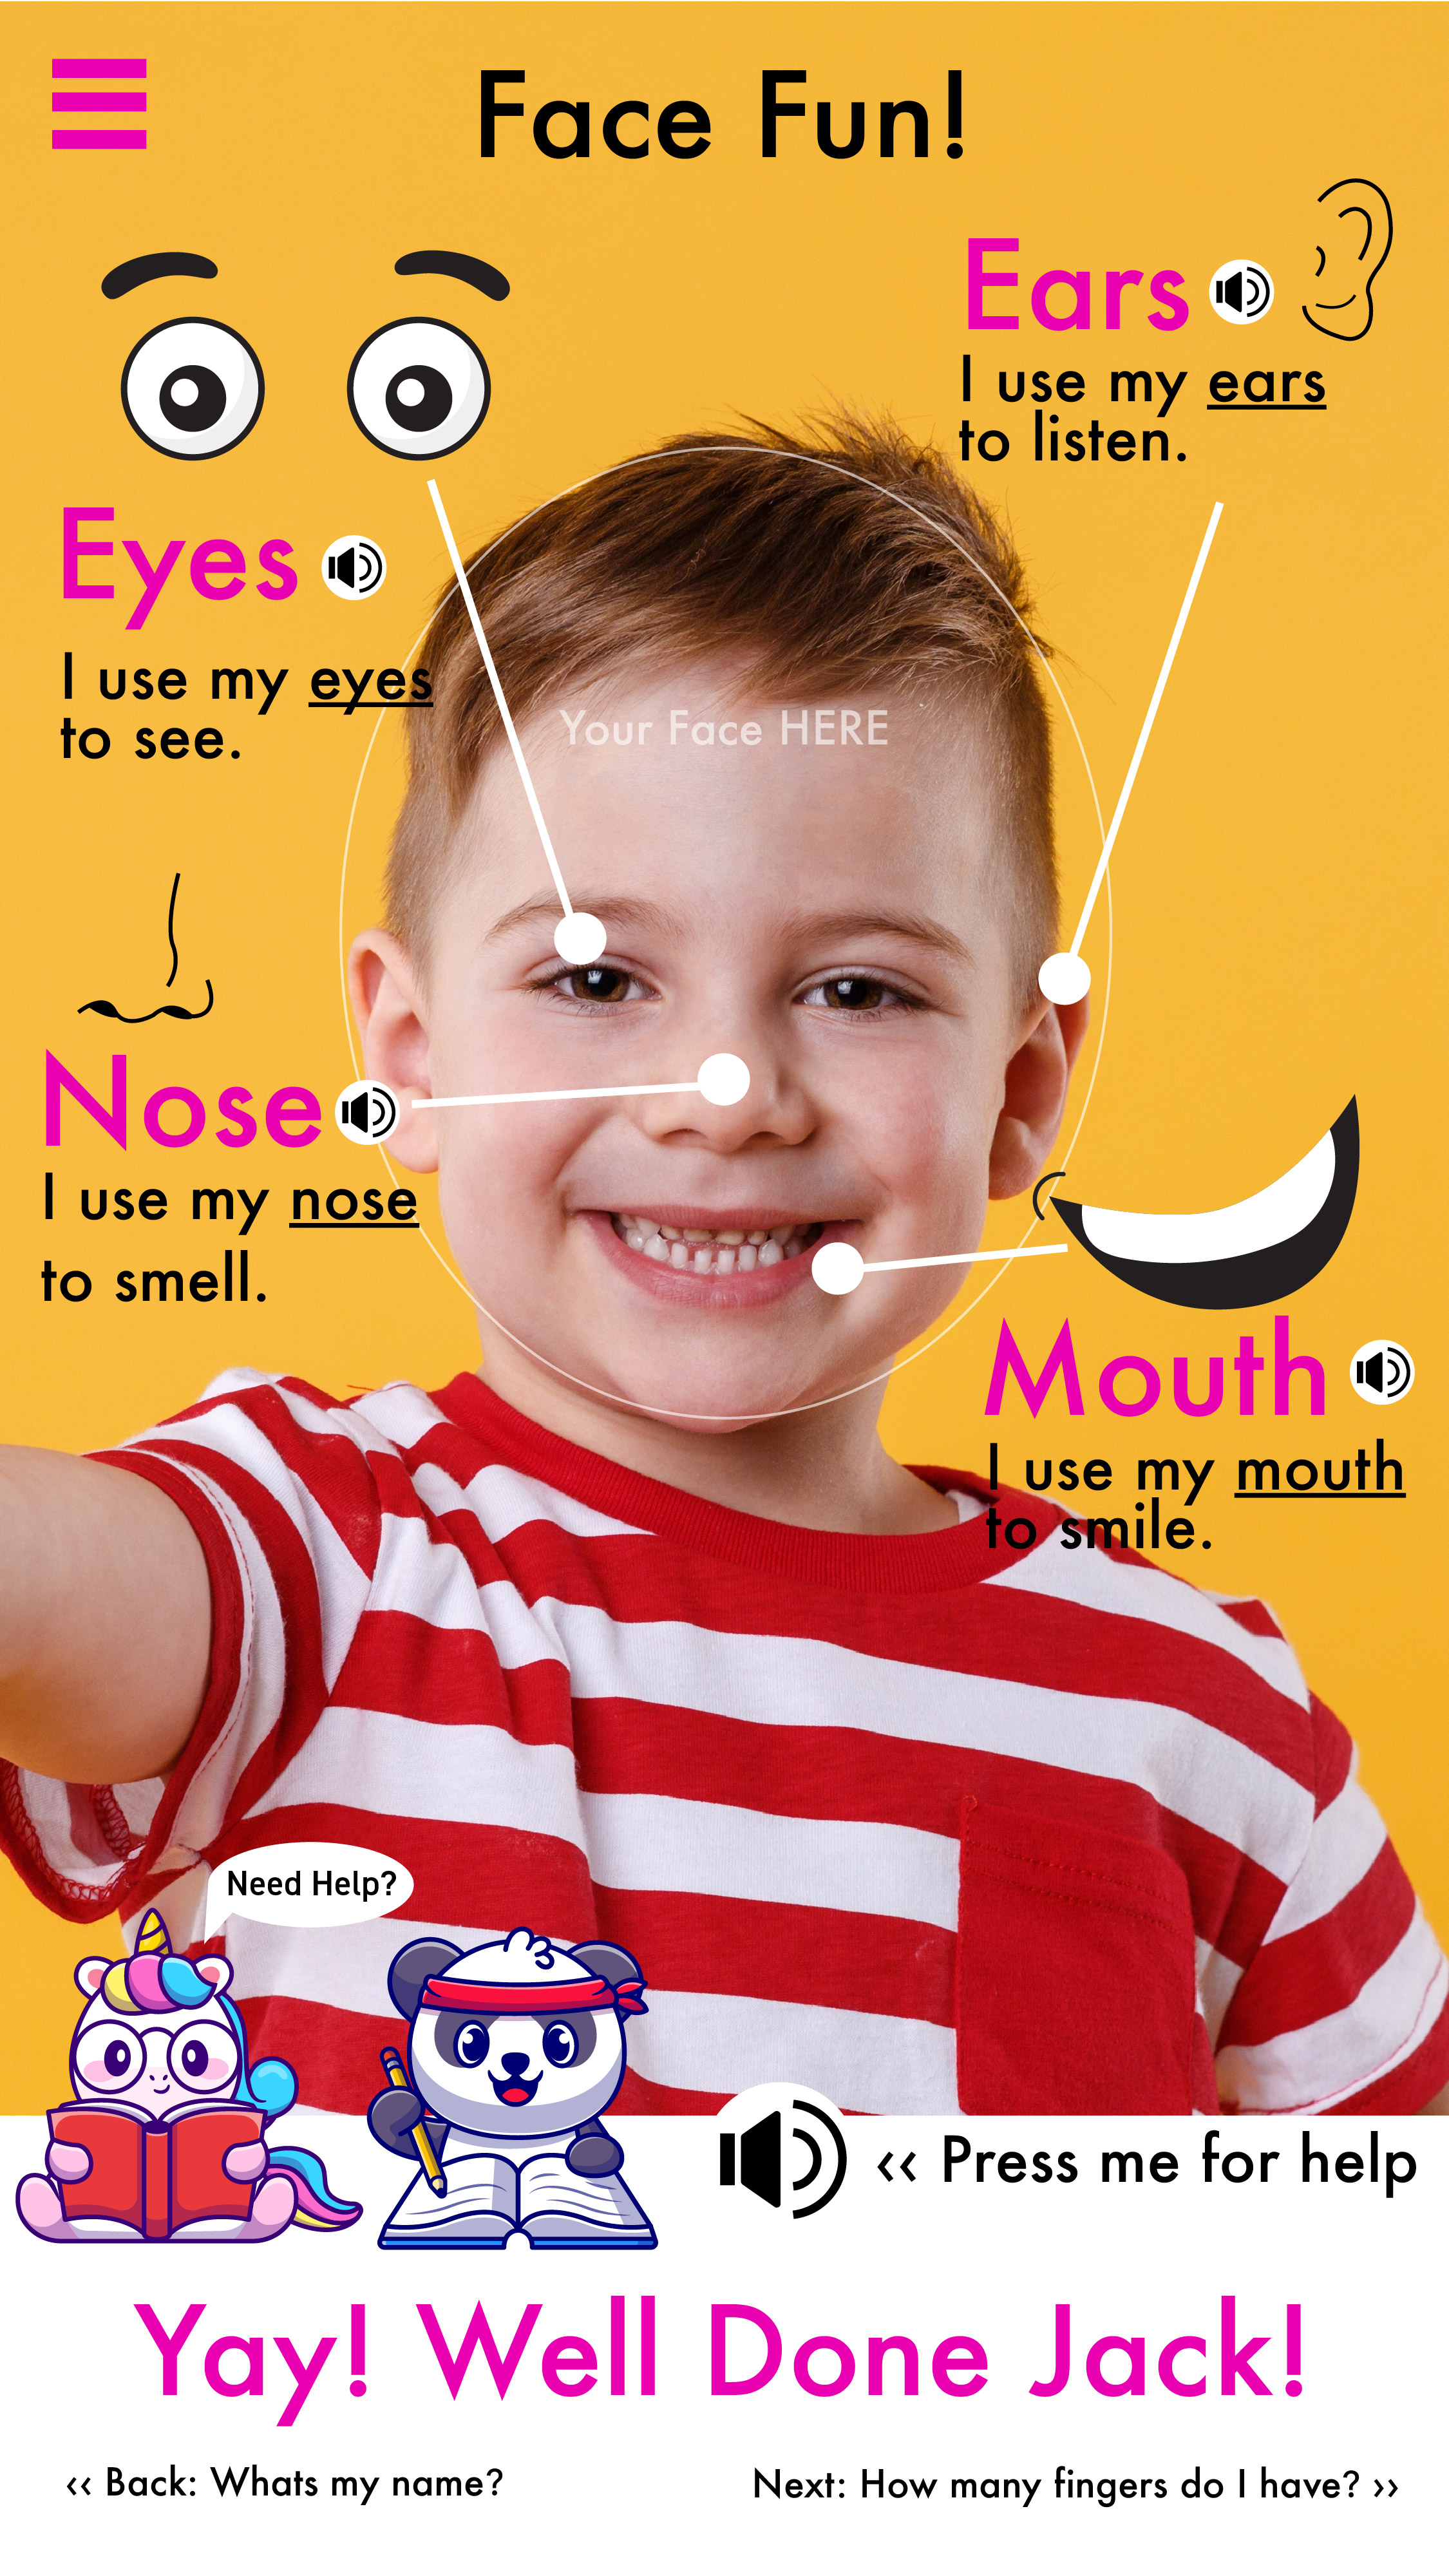 Face Fun!
Ears
I use my ears
to listen.
Eyes
I use my eyes
to see.
Your Face HERE
Nose
I use my nose
to smell.
Mouth
I use my mouth
to smile.
Need Help?
‹‹ Press me for help
Yay! Well Done Jack!
‹‹ Back: Whats my name?
Next: How many fingers do I have? ››